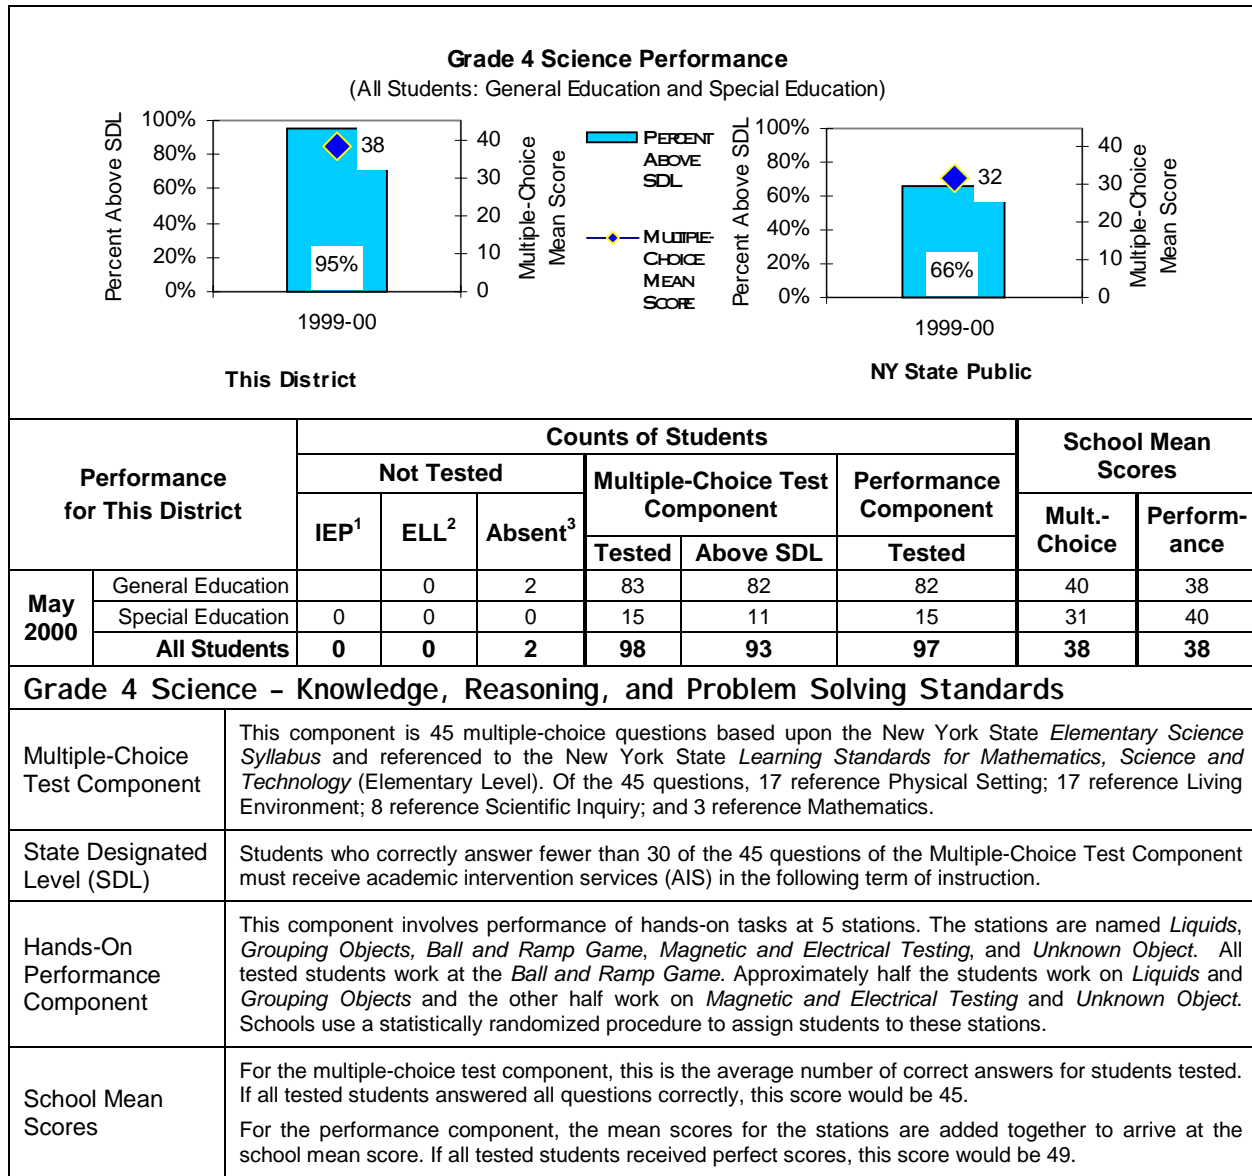 Grade 4 Science Performance
(All Students: General Education and Special Education)
Percent Above SDL
100%
80%
60%
40%
20%
0%
38
95%
40
30
20
10
0
Multiple-Choice
Mean Score
1999-00
This District
PERCENT
ABOVE
SDL
MULTIPLE-
CHOICE
MEAN
SCORE
Percent Above SDL
100%
80%
60%
40%
20%
0%
32
66%
40
30
20
10
0
Multiple-Choice
Mean Score
1999-00
NY State Public
Performance
for This District
Counts of Students
School Mean
Scores
Not Tested
Multiple-Choice Test
Component
Performance
Component
IEP1 ELL2 Absent3 Tested Above SDL Tested
Mult.-
Choice
Perform-
ance
May
2000
General Education 0 2 83 82 82 40 38
Special Education 0 0 0 15 11 15 31 40
All Students 0 0 2 98 93 97 38 38
Grade 4 Science – Knowledge, Reasoning, and Problem Solving Standards
Multiple-Choice
Test Component
This component is 45 multiple-choice questions based upon the New York State Elementary Science
Syllabus and referenced to the New York State Learning Standards for Mathematics, Science and
Technology (Elementary Level). Of the 45 questions, 17 reference Physical Setting; 17 reference Living
Environment; 8 reference Scientific Inquiry; and 3 reference Mathematics.
State Designated
Level (SDL)
Students who correctly answer fewer than 30 of the 45 questions of the Multiple-Choice Test Component
must receive academic intervention services (AIS) in the following term of instruction.
Hands-On
Performance
Component
This component involves performance of hands-on tasks at 5 stations. The stations are named Liquids,
Grouping Objects, Ball and Ramp Game, Magnetic and Electrical Testing, and Unknown Object. All
tested students work at the Ball and Ramp Game. Approximately half the students work on Liquids and
Grouping Objects and the other half work on Magnetic and Electrical Testing and Unknown Object.
Schools use a statistically randomized procedure to assign students to these stations.
School Mean
Scores
For the multiple-choice test component, this is the average number of correct answers for students tested.
If all tested students answered all questions correctly, this score would be 45.
For the performance component, the mean scores for the stations are added together to arrive at the
school mean score. If all tested students received perfect scores, this score would be 49.